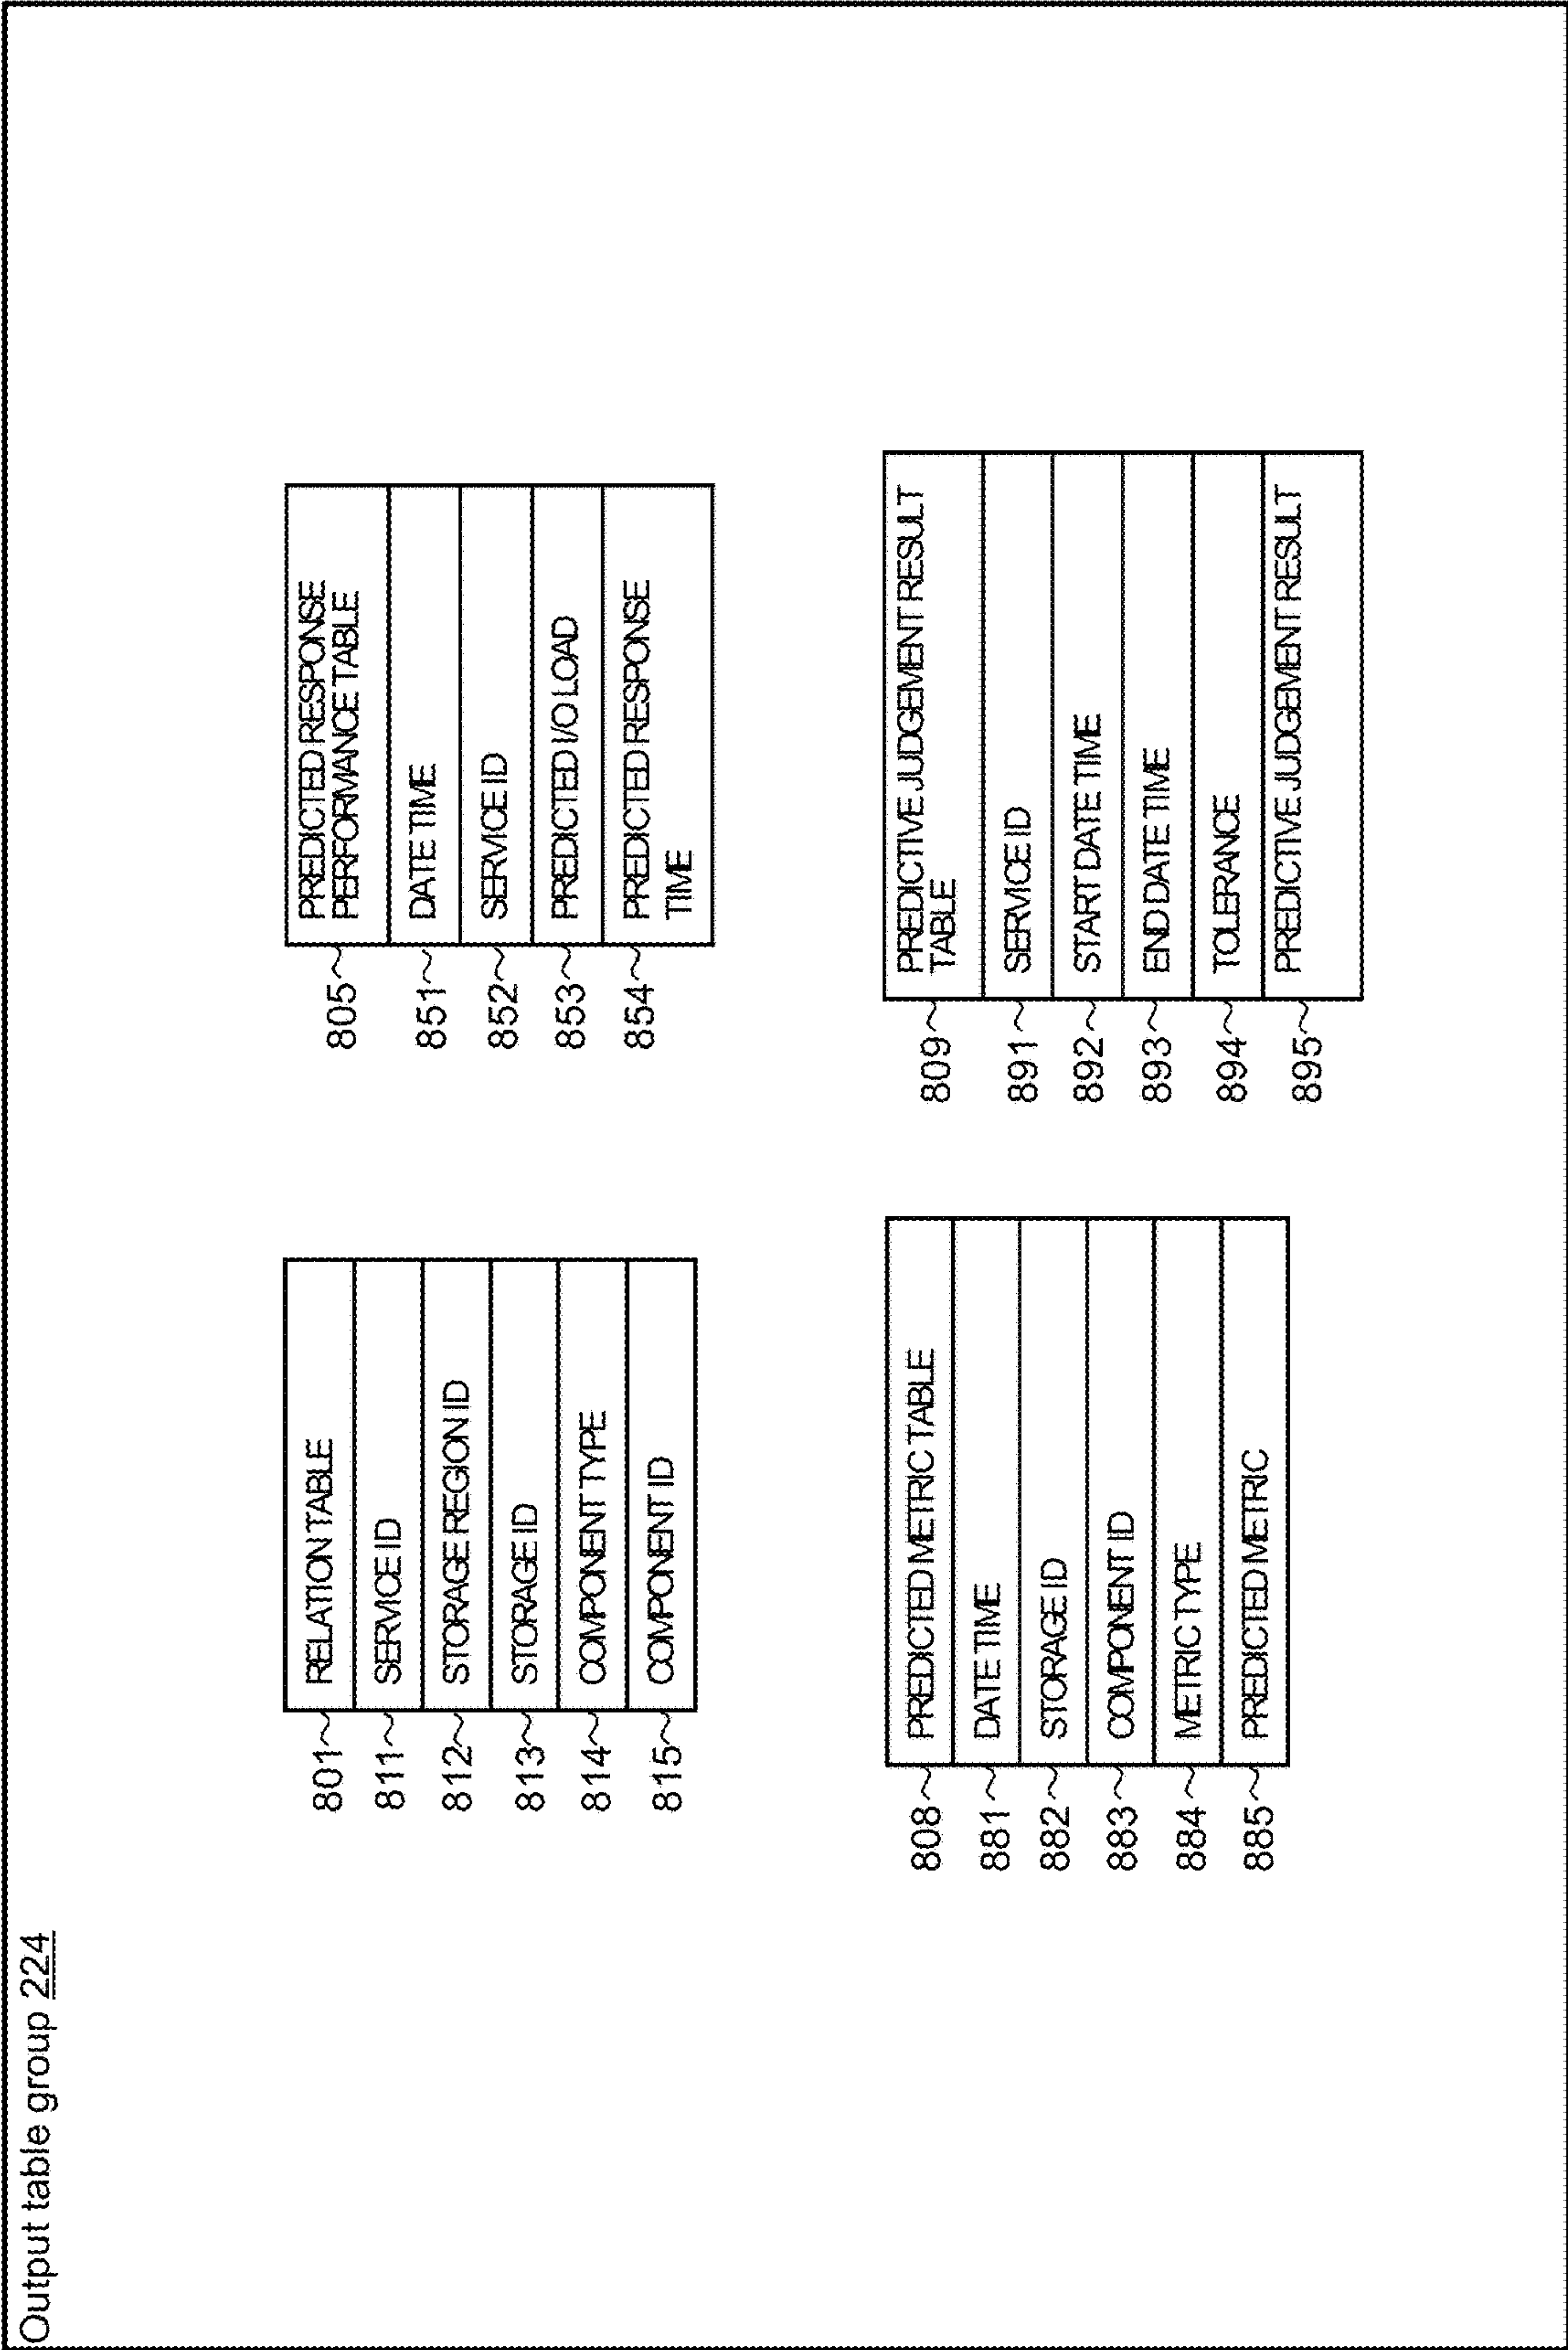 Output table group 224
801
RELATION TABLE
811
SERVICE ID
812
STORAGE REGION ID
813
STORAGE ID
814
COMPONENT TYPE
815
COMPONENT ID
805
PREDICTED RESPONSE
PERFORMANCE TABLE
851
DATE TIME
852
SERVICE ID
853
PREDICTED I/O LOAD
854
PREDICTED RESPONSE
TIME
808
PREDICTED METRIC TABLE
881
DATE TIME
882
STORAGE ID
883
COMPONENT ID
884
METRIC TYPE
885
PREDICTED METRIC
809
PREDICTIVE JUDGEMENT RESULT
TABLE
891
SERVICE ID
892
START DATE TIME
893
END DATE TIME
894
TOLERANCE
895
PREDICTIVE JUDGEMENT RESULT